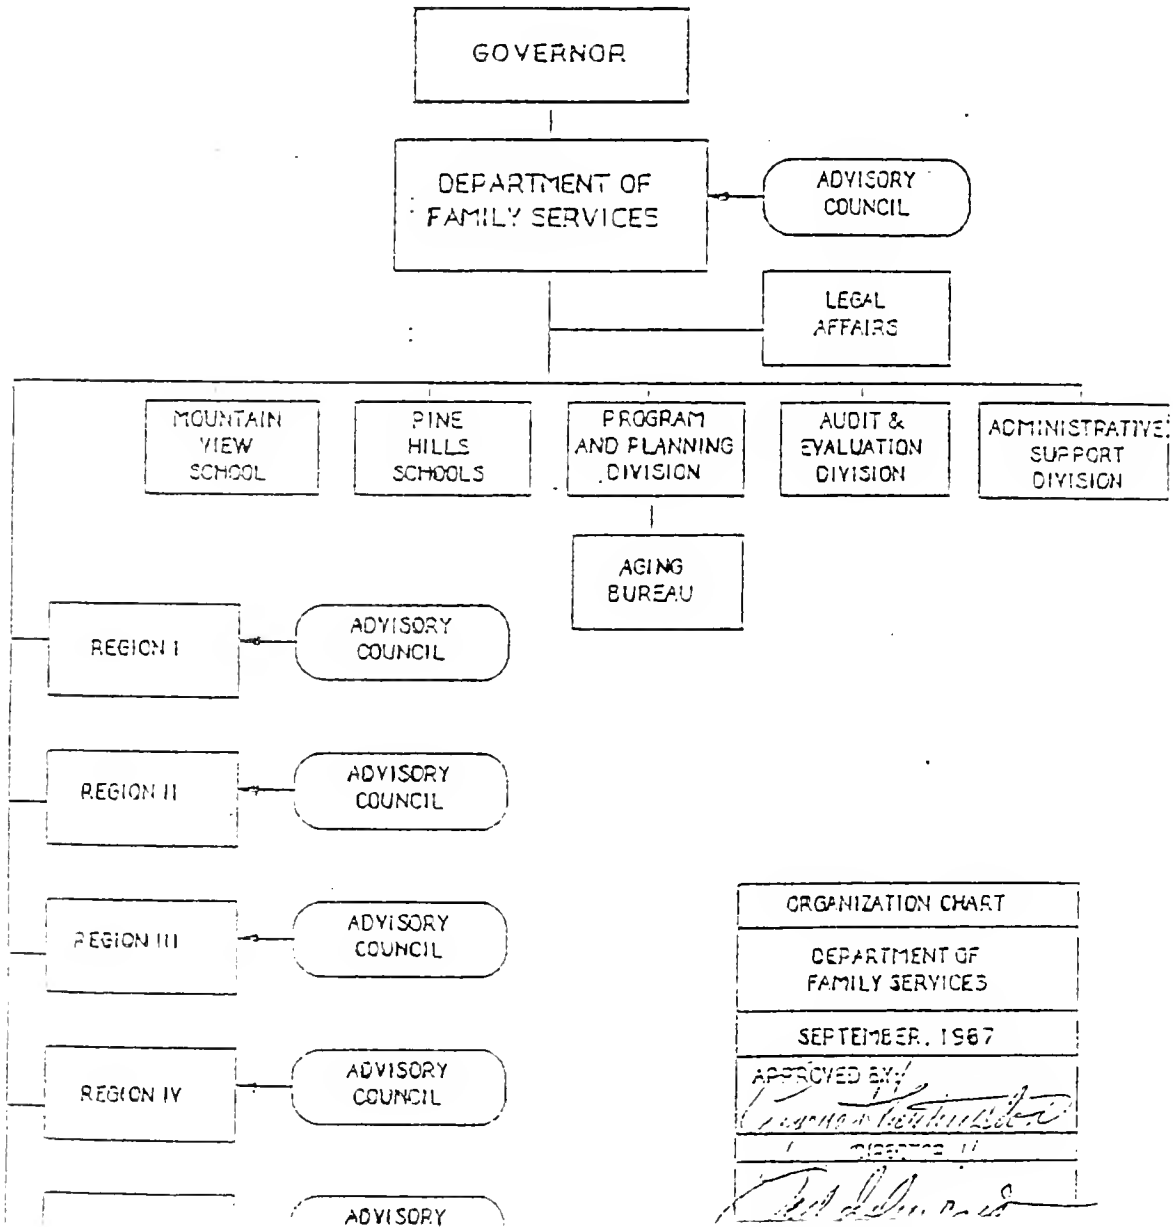 GOVERNOR
DEPARTMENT OF
FAMILY SERVICES
ADVISORY
COUNCIL
LEGAL
AFFAIRS
MOUNTAIN
VIEW
SCHOOL
PINE
HILLS
SCHOOLS
PROGRAM
AND PLANNING
DIVISION
AUDIT &
EVALUATION
DIVISION
ADMINISTRATIVE
SUPPORT
DIVISION
AGING
BUREAU
REGION I
ADVISORY
COUNCIL
REGION II
ADVISORY
COUNCIL
REGION III
ADVISORY
COUNCIL
REGION IV
ADVISORY
COUNCIL
ADVISORY
ORGANIZATION CHART
DEPARTMENT OF
FAMILY SERVICES
SEPTEMBER, 1987
APPROVED BY:
DIRECTOR